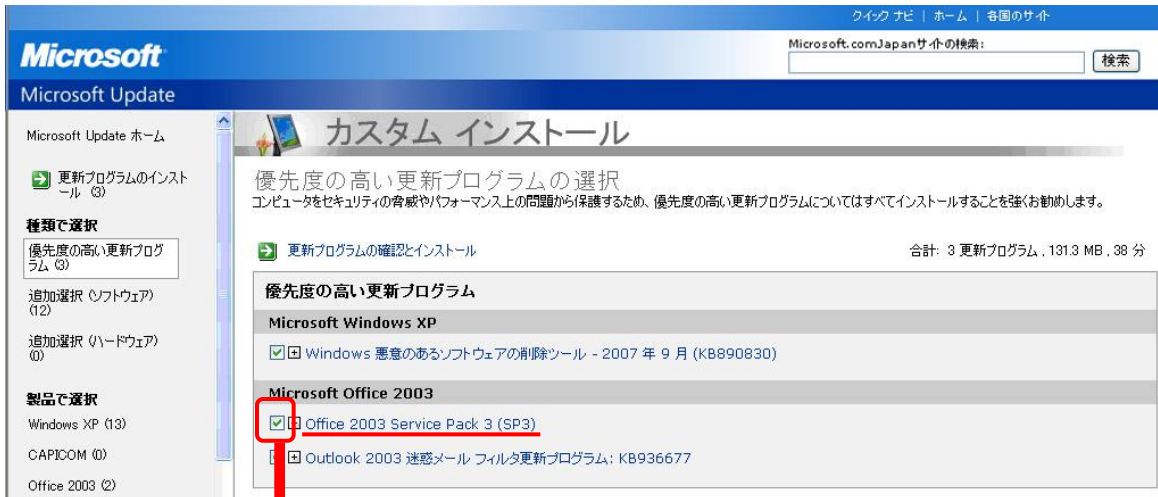 クイック ナビ | ホーム | 各国のサイト
Microsoft
Microsoft.comJapanサイトの検索:
検索
Microsoft Update
Microsoft Update ホーム
更新プログラムのインスト
ール (3)
種類で選択
優先度の高い更新プログ
ラム (3)
追加選択 (ソフトウェア)
(12)
追加選択 (ハードウェア)
(0)
製品で選択
Windows XP (13)
CAPICOM (0)
Office 2003 (2)
カスタム インストール
優先度の高い更新プログラムの選択
コンピュータをセキュリティの脅威やパフォーマンス上の問題から保護するため、優先度の高い更新プログラムについてはすべてインストールすることを強くお勧めします。
更新プログラムの確認とインストール
合計: 3 更新プログラム , 131.3 MB , 38 分
優先度の高い更新プログラム
Microsoft Windows XP
Windows 悪意のあるソフトウェアの削除ツール - 2007 年 9 月 (KB890830)
Microsoft Office 2003
Office 2003 Service Pack 3 (SP3)
Outlook 2003 迷惑メール フィルタ更新プログラム: KB936677